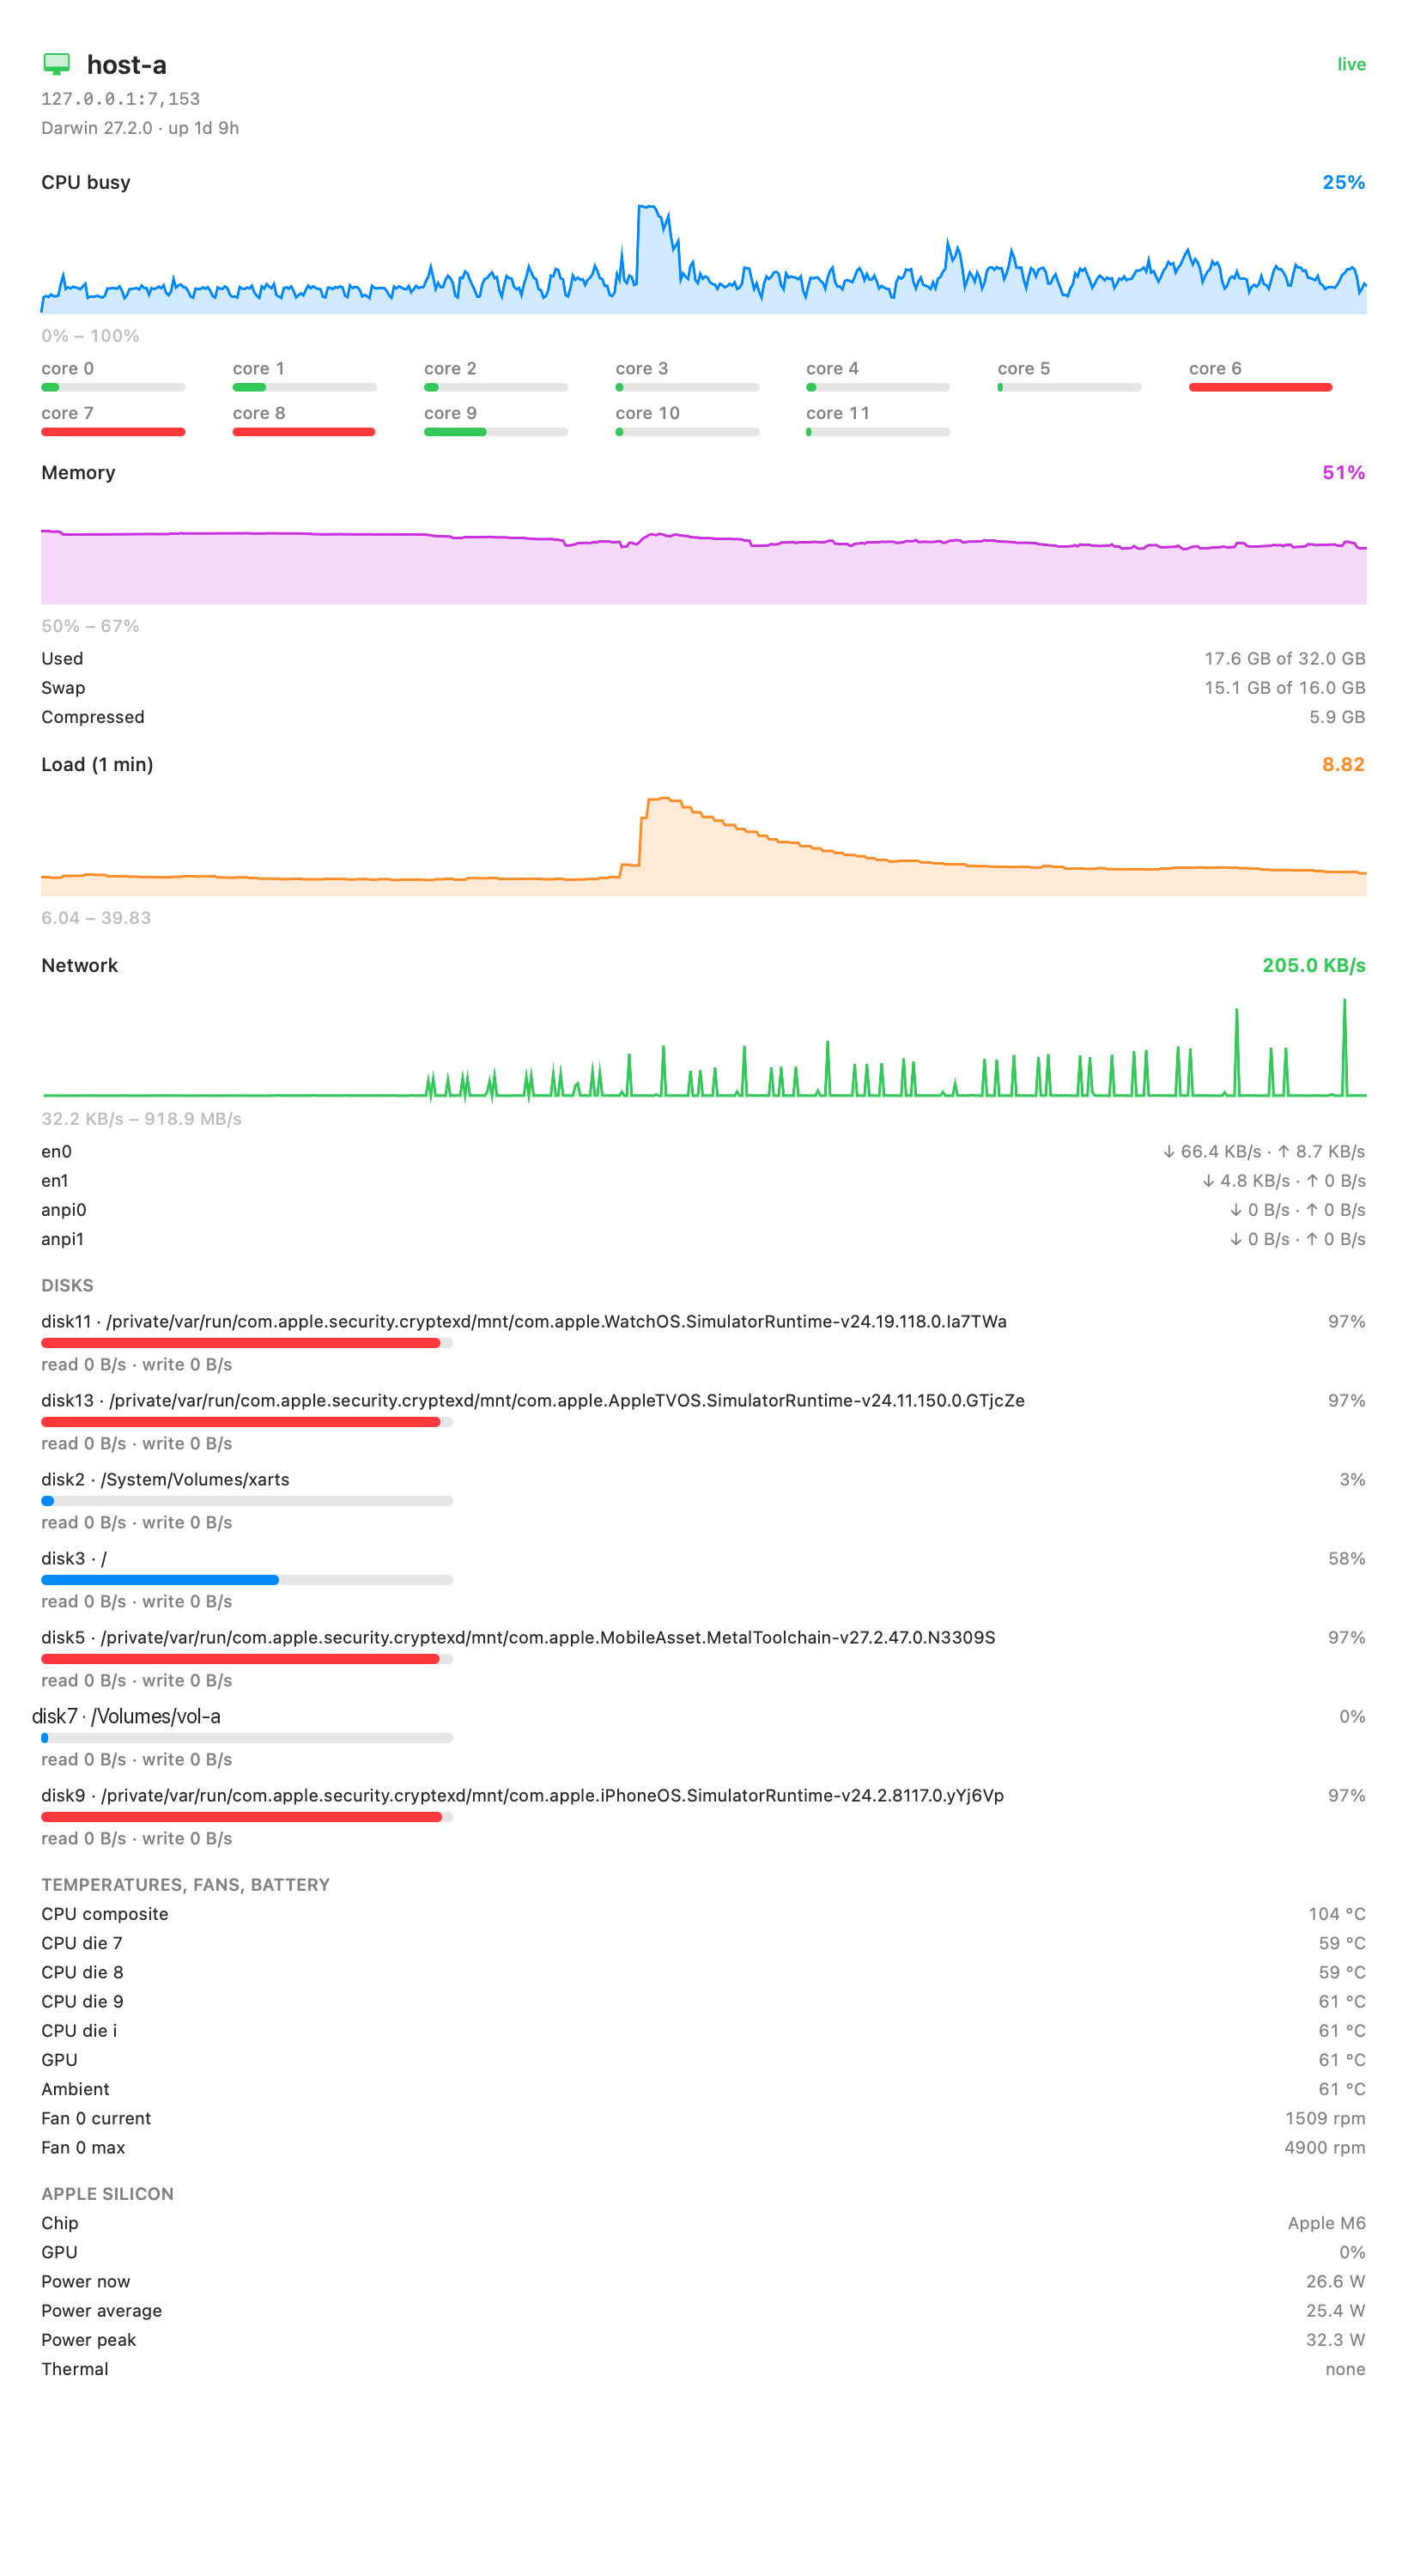 host-a
live
127.0.0.1:7,153
Darwin 27.2.0 · up 1d 9h
CPU busy
25%
0% – 100%
core 0
core 1
core 2
core 3
core 4
core 5
core 6
core 7
core 8
core 9
core 10
core 11
Memory
51%
50% – 67%
Used
17.6 GB of 32.0 GB
Swap
15.1 GB of 16.0 GB
Compressed
5.9 GB
Load (1 min)
8.82
6.04 – 39.83
Network
205.0 KB/s
32.2 KB/s – 918.9 MB/s
en0
↓ 66.4 KB/s · ↑ 8.7 KB/s
en1
↓ 4.8 KB/s · ↑ 0 B/s
anpi0
↓ 0 B/s · ↑ 0 B/s
anpi1
↓ 0 B/s · ↑ 0 B/s
DISKS
disk11 · /private/var/run/com.apple.security.cryptexd/mnt/com.apple.WatchOS.SimulatorRuntime-v24.19.118.0.Ia7TWa
97%
read 0 B/s · write 0 B/s
disk13 · /private/var/run/com.apple.security.cryptexd/mnt/com.apple.AppleTVOS.SimulatorRuntime-v24.11.150.0.GTjcZe
97%
read 0 B/s · write 0 B/s
disk2 · /System/Volumes/xarts
3%
read 0 B/s · write 0 B/s
disk3 · /
58%
read 0 B/s · write 0 B/s
disk5 · /private/var/run/com.apple.security.cryptexd/mnt/com.apple.MobileAsset.MetalToolchain-v27.2.47.0.N3309S
97%
read 0 B/s · write 0 B/s
disk7 · /Volumes/vol-a
0%
read 0 B/s · write 0 B/s
disk9 · /private/var/run/com.apple.security.cryptexd/mnt/com.apple.iPhoneOS.SimulatorRuntime-v24.2.8117.0.yYj6Vp
97%
read 0 B/s · write 0 B/s
TEMPERATURES, FANS, BATTERY
CPU composite
104 °C
CPU die 7
59 °C
CPU die 8
59 °C
CPU die 9
61 °C
CPU die i
61 °C
GPU
61 °C
Ambient
61 °C
Fan 0 current
1509 rpm
Fan 0 max
4900 rpm
APPLE SILICON
Chip
Apple M6
GPU
0%
Power now
26.6 W
Power average
25.4 W
Power peak
32.3 W
Thermal
none